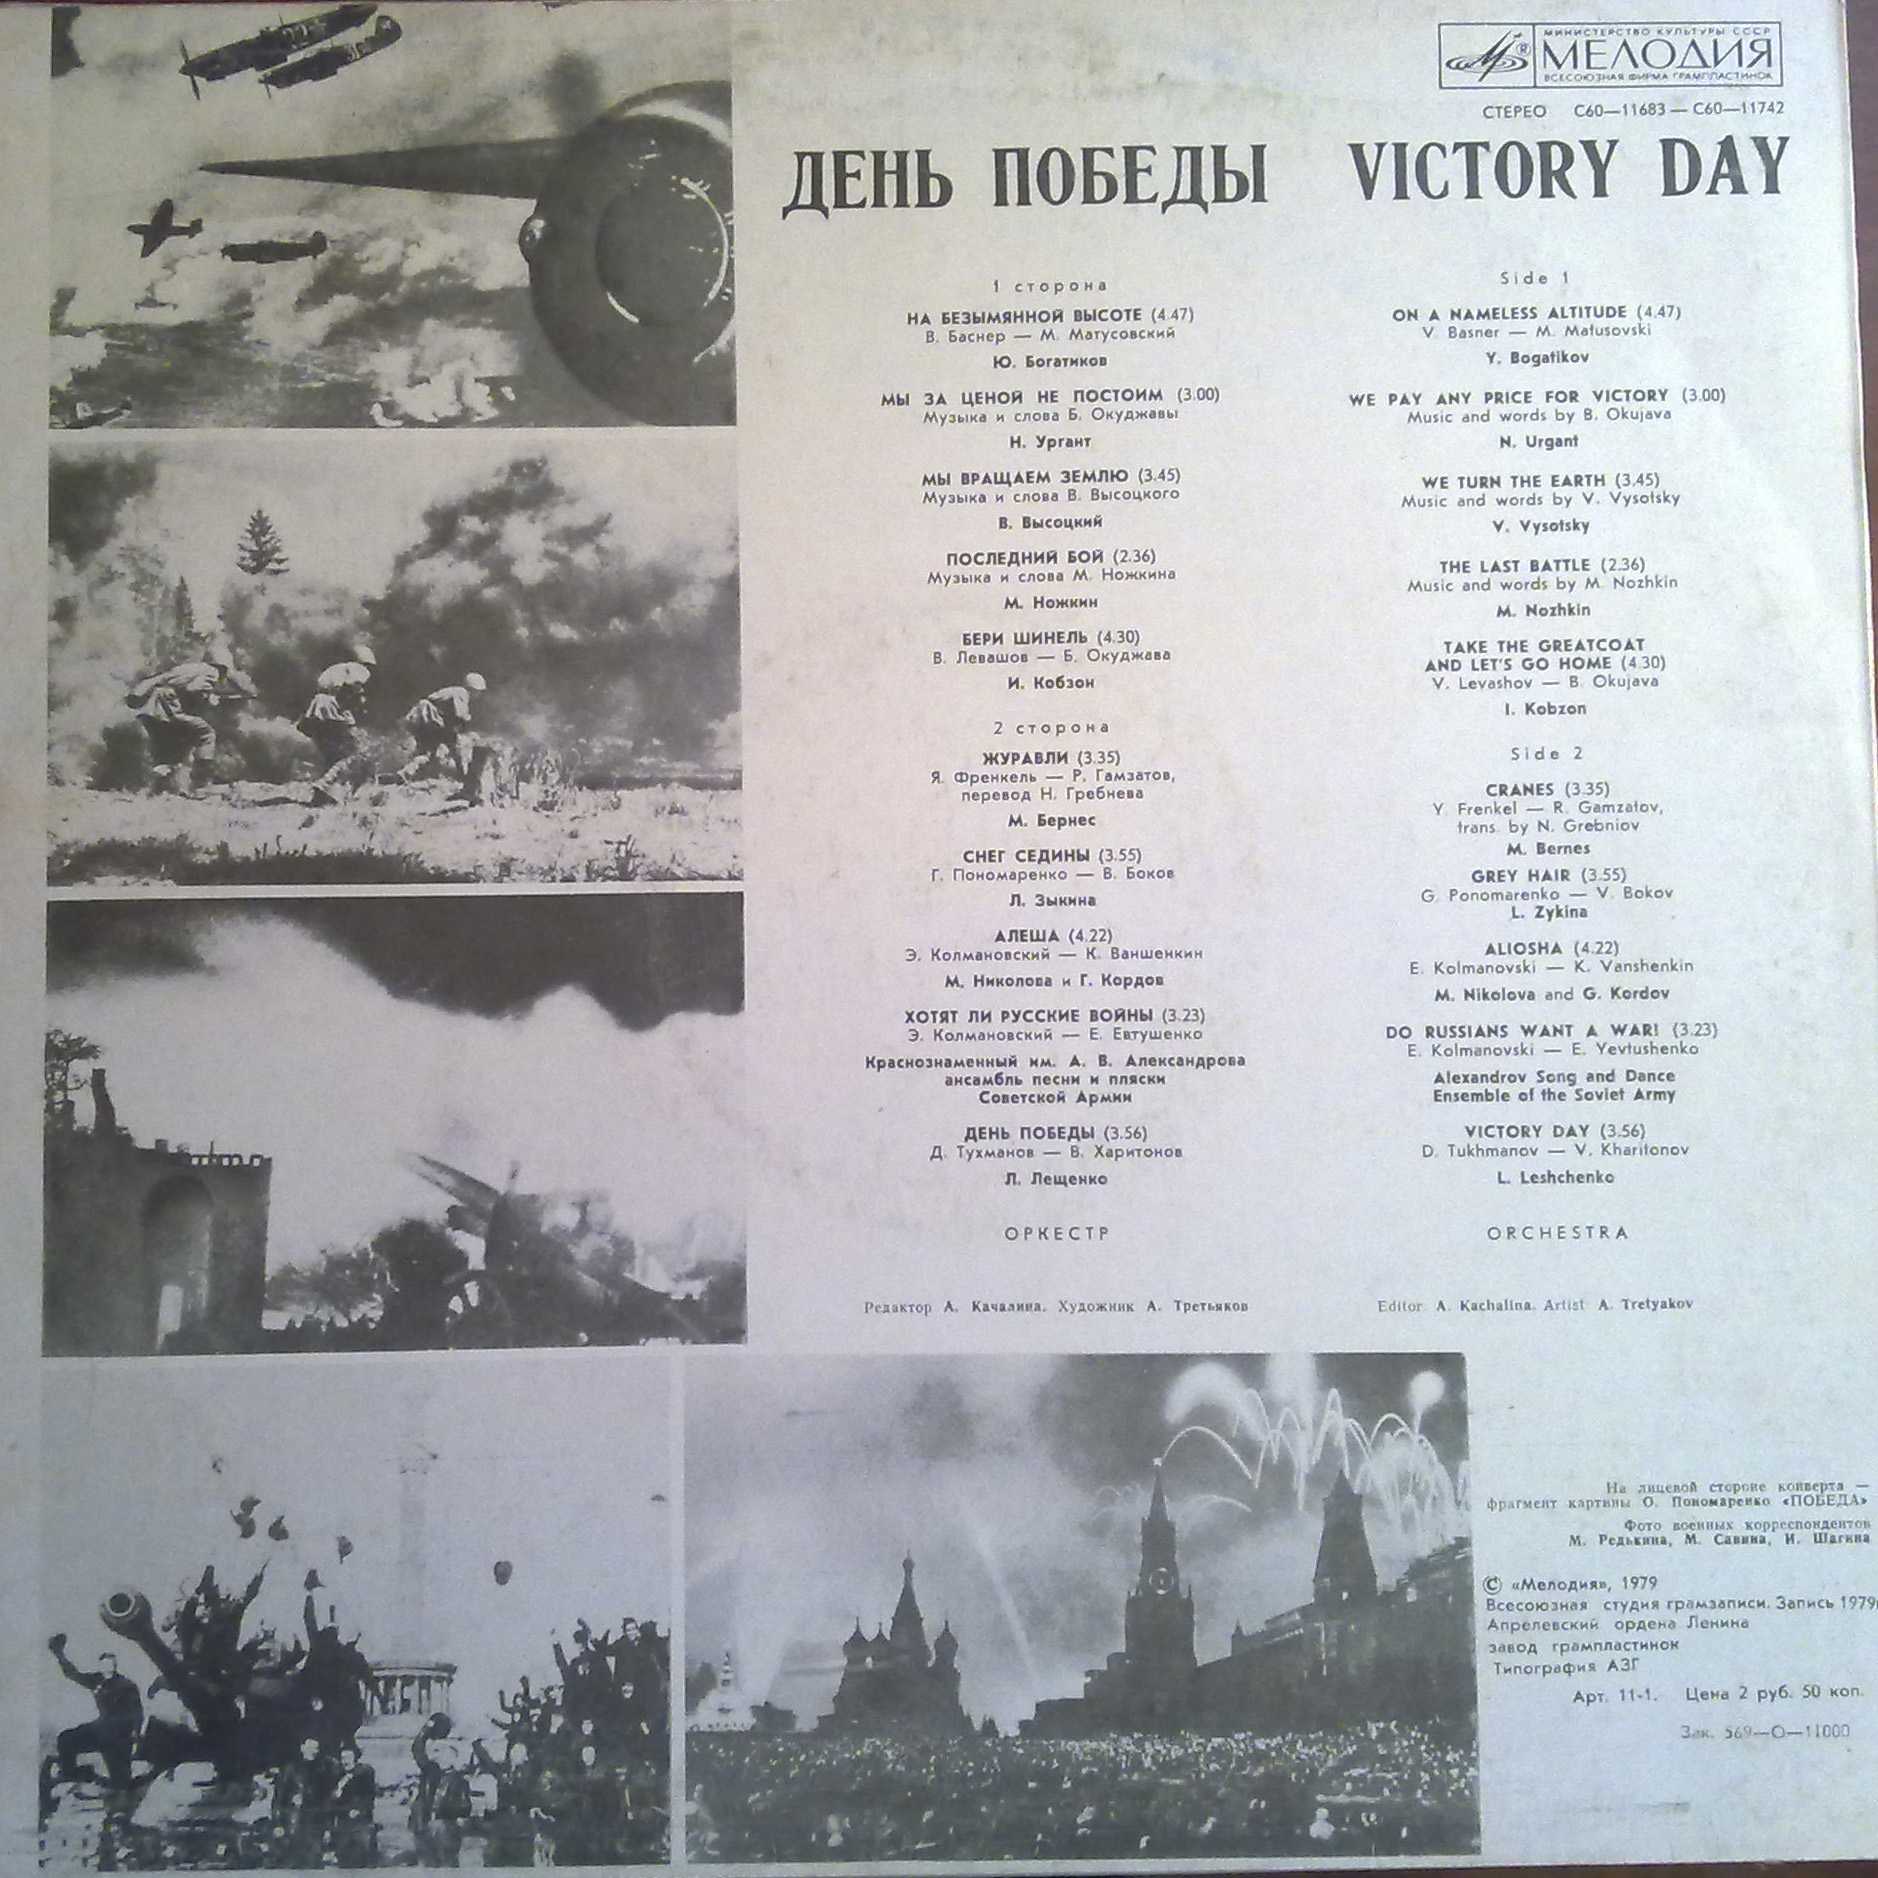 МИНИСТЕРСТВО КУЛЬТУРЫ СССР
МЕЛОДИЯ
ВСЕСОЮЗНАЯ ФИРМА ГРАМПЛАСТИНОК
СТЕРЕО С60—11683 — С60—11742
ДЕНЬ ПОБЕДЫ VICTORY DAY
1 сторона
НА БЕЗЫМЯННОЙ ВЫСОТЕ (4.47)
В. Баснер — М. Матусовский
Ю. Богатиков
МЫ ЗА ЦЕНОЙ НЕ ПОСТОИМ (3.00)
Музыка и слова Б. Окуджавы
Н. Ургант
МЫ ВРАЩАЕМ ЗЕМЛЮ (3.45)
Музыка и слова В. Высоцкого
В. Высоцкий
ПОСЛЕДНИЙ БОЙ (2.36)
Музыка и слова М. Ножкина
М. Ножкин
БЕРИ ШИНЕЛЬ (4.30)
В. Левашов — Б. Окуджава
И. Кобзон
2 сторона
ЖУРАВЛИ (3.35)
Я. Френкель — Р. Гамзатов,
перевод Н. Гребнева
М. Бернес
СНЕГ СЕДИНЫ (3.55)
Г. Пономаренко — В. Боков
Л. Зыкина
АЛЕША (4.22)
Э. Колмановский — К. Ваншенкин
М. Николова и Г. Кордов
ХОТЯТ ЛИ РУССКИЕ ВОЙНЫ (3.23)
Э. Колмановский — Е. Евтушенко
Краснознаменный им. А. В. Александрова
ансамбль песни и пляски
Советской Армии
ДЕНЬ ПОБЕДЫ (3.56)
Д. Тухманов — В. Харитонов
Л. Лещенко
ОРКЕСТР
Редактор А. Качалина. Художник А. Третьяков
Side 1
ON A NAMELESS ALTITUDE (4.47)
V. Basner — M. Matusovski
Y. Bogatikov
WE PAY ANY PRICE FOR VICTORY (3.00)
Music and words by B. Okujava
N. Urgant
WE TURN THE EARTH (3.45)
Music and words by V. Vysotsky
V. Vysotsky
THE LAST BATTLE (2.36)
Music and words by M. Nozhkin
M. Nozhkin
TAKE THE GREATCOAT
AND LET'S GO HOME (4.30)
V. Levashov — B. Okujava
I. Kobzon
Side 2
CRANES (3.35)
Y. Frenkel — R. Gamzatov,
trans. by N. Grebniov
M. Bernes
GREY HAIR (3.55)
G. Ponomarenko — V. Bokov
L. Zykina
ALIOSHA (4.22)
E. Kolmanovski — K. Vanshenkin
M. Nikolova and G. Kordov
DO RUSSIANS WANT A WAR! (3.23)
E. Kolmanovski — E. Yevtushenko
Alexandrov Song and Dance
Ensemble of the Soviet Army
VICTORY DAY (3.56)
D. Tukhmanov — V. Kharitonov
L. Leshchenko
ORCHESTRA
Editor A. Kachalina. Artist A. Tretyakov
На лицевой стороне конверта —
фрагмент картины О. Пономаренко «ПОБЕДА»
Фото военных корреспондентов
М. Редькина, М. Савина, И. Шагина
© «Мелодия», 1979
Всесоюзная студия грамзаписи. Запись 1979г
Апрелевский ордена Ленина
завод грампластинок
Типография АЗГ
Арт. 11-1. Цена 2 руб. 50 коп.
Зак. 569—О—11000